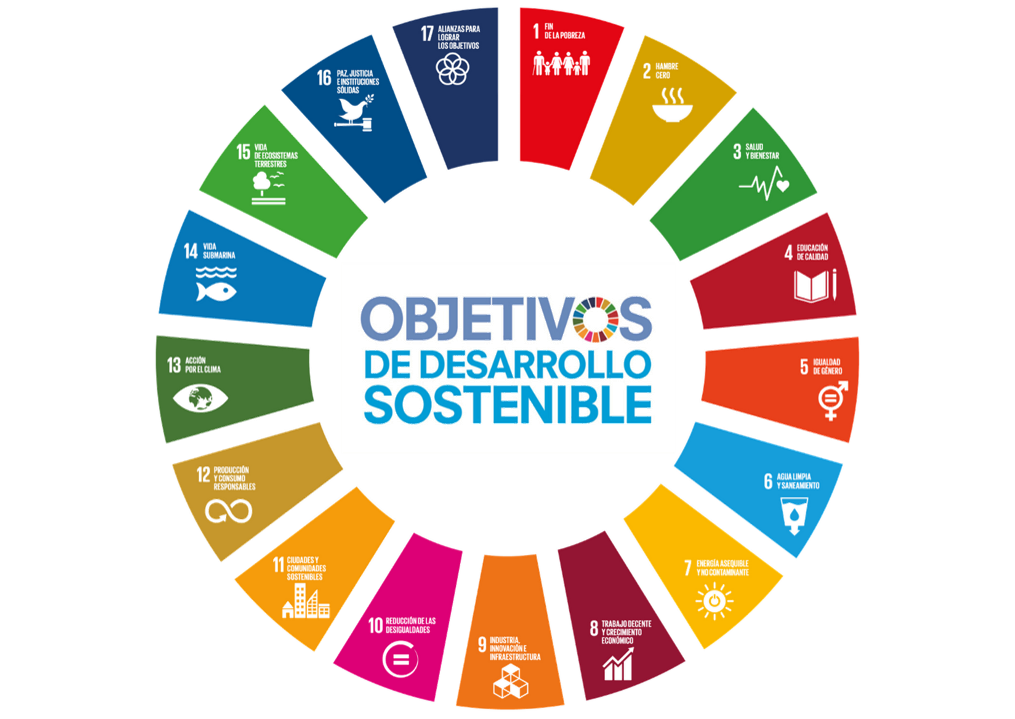 1 FIN
DE LA POBREZA
2 HAMBRE
CERO
3 SALUD
Y BIENESTAR
4 EDUCACIÓN
DE CALIDAD
5 IGUALDAD
DE GÉNERO
6 AGUA LIMPIA
Y SANEAMIENTO
7 ENERGÍA ASEQUIBLE
Y NO CONTAMINANTE
8 TRABAJO DECENTE
Y CRECIMIENTO
ECONÓMICO
9 INDUSTRIA,
INNOVACIÓN E
INFRAESTRUCTURA
10 REDUCCIÓN DE LAS
DESIGUALDADES
11 CIUDADES Y
COMUNIDADES
SOSTENIBLES
12 PRODUCCIÓN
Y CONSUMO
RESPONSABLES
13 ACCIÓN
POR EL CLIMA
14 VIDA
SUBMARINA
15 VIDA
DE ECOSISTEMAS
TERRESTRES
16 PAZ, JUSTICIA
E INSTITUCIONES
SÓLIDAS
17 ALIANZAS PARA
LOGRAR
LOS OBJETIVOS
OBJETIVOS
DE DESARROLLO
SOSTENIBLE